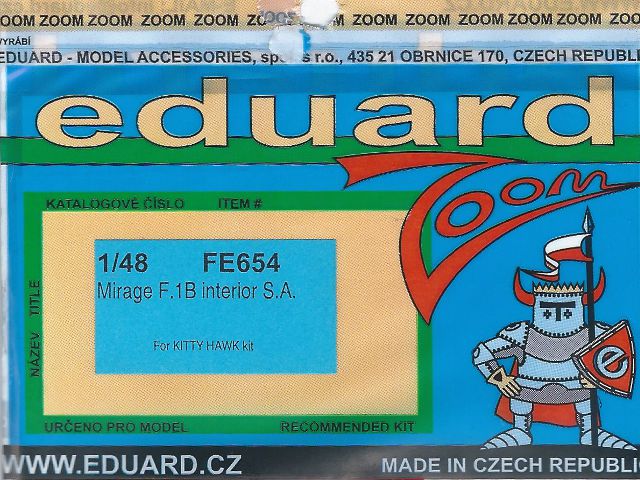 ZOOM ZOOM ZOOM ZOOM ZOOM ZOOM ZOOM ZOOM ZOOM ZOOM ZOOM
VYRÁBÍ
EDUARD - MODEL ACCESSORIES, r.o., 435 21 OBRNICE 170, CZECH REPUBLI
eduard
Zoom
KATALOGOVÉ ČÍSLO ITEM #
1/48 FE654
Mirage F.1B interior S.A.
For KITTY HAWK kit
NÁZEV TITLE
e
URČENO PRO MODEL RECOMMENDED KIT
WWW.EDUARD.CZ MADE IN CZECH REPUBLIC